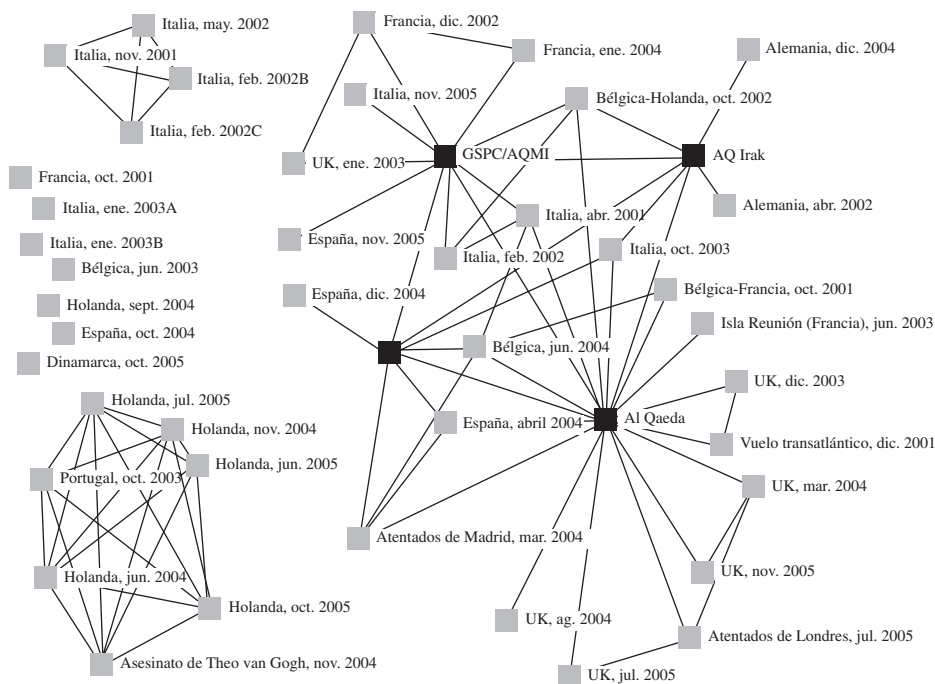 Italia, may. 2002
Italia, nov. 2001
Italia, feb. 2002B
Italia, feb. 2002C
Francia, oct. 2001
Italia, ene. 2003A
Italia, ene. 2003B
Bélgica, jun. 2003
Holanda, sept. 2004
España, oct. 2004
Dinamarca, oct. 2005
Holanda, jul. 2005
Holanda, nov. 2004
Holanda, jun. 2005
Portugal, oct. 2003
Holanda, jun. 2004
Holanda, oct. 2005
Asesinato de Theo van Gogh, nov. 2004
Francia, dic. 2002
Francia, ene. 2004
Alemania, dic. 2004
Italia, nov. 2005
Bélgica-Holanda, oct. 2002
UK, ene. 2003
GSPC/AQMI
AQ Irak
Alemania, abr. 2002
Italia, abr. 2001
España, nov. 2005
Italia, feb. 2002
Italia, oct. 2003
España, dic. 2004
Bélgica-Francia, oct. 2001
Isla Reunión (Francia), jun. 2003
Bélgica, jun. 2004
UK, dic. 2003
España, abril 2004
Al Qaeda
Vuelo transatlántico, dic. 2001
UK, mar. 2004
Atentados de Madrid, mar. 2004
UK, nov. 2005
UK, ag. 2004
Atentados de Londres, jul. 2005
UK, jul. 2005